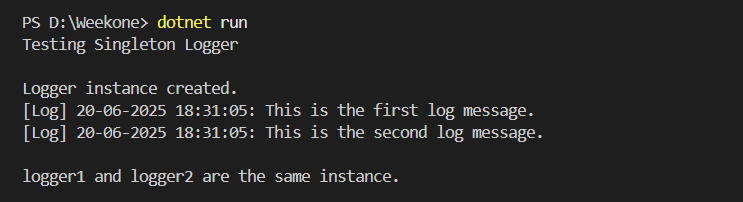 PS D:\Weekone> dotnet run
Testing Singleton Logger
Logger instance created.
[Log] 20-06-2025 18:31:05: This is the first log message.
[Log] 20-06-2025 18:31:05: This is the second log message.
logger1 and logger2 are the same instance.